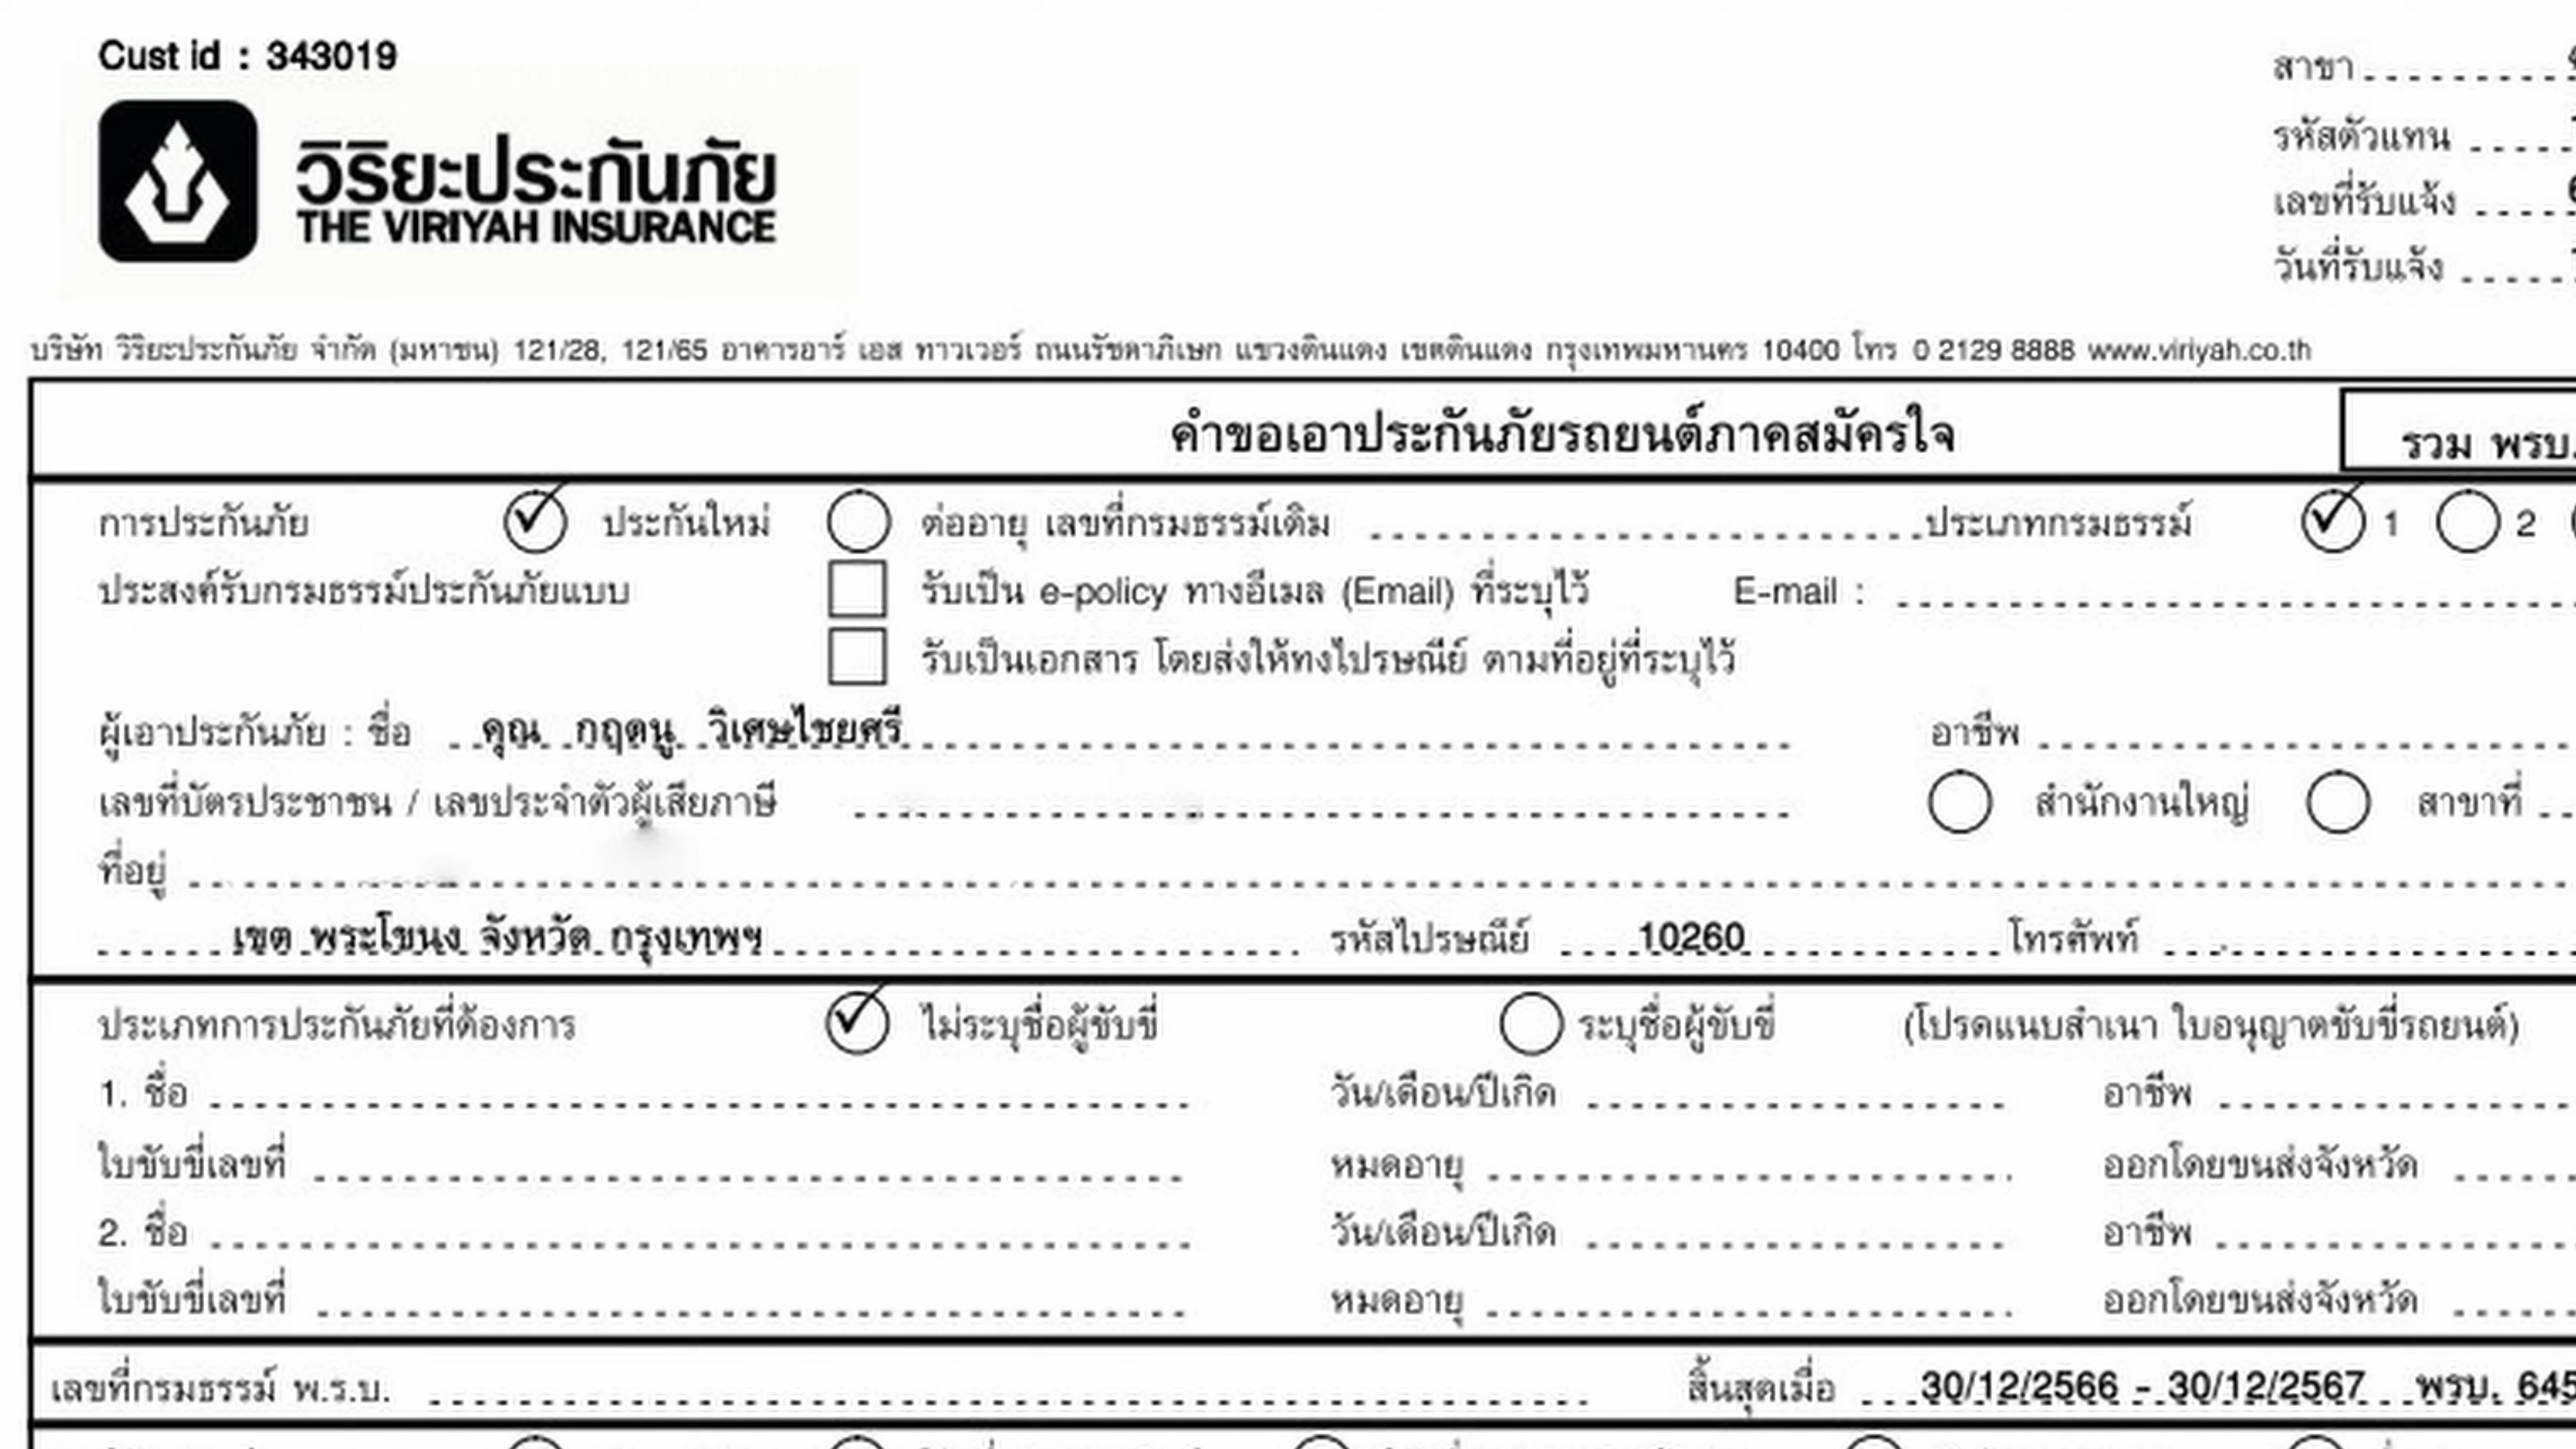 Cust id : 343019
สาขา
วิริยะประกันภัย
THE VIRIYAH INSURANCE
รหัสตัวแทน
เลขที่รับแจ้ง
วันที่รับแจ้ง
บริษัท วิริยะประกันภัย จำกัด (มหาชน) 121/28, 121/65 อาคารอาร์ เอส ทาวเวอร์ ถนนรัชดาภิเษก แขวงดินแดง เขตดินแดง กรุงเทพมหานคร 10400 โทร 0 2129 8888 www.viriyah.co.th
คำขอเอาประกันภัยรถยนต์ภาคสมัครใจ รวม พรบ.
การประกันภัย ประกันใหม่ ต่ออายุ เลขที่กรมธรรม์เดิม ประเภทกรมธรรม์ 1 2
ประสงค์รับกรมธรรม์ประกันภัยแบบ รับเป็น e-policy ทางอีเมล (Email) ที่ระบุไว้ E-mail :
รับเป็นเอกสาร โดยส่งให้ทงไปรษณีย์ ตามที่อยู่ที่ระบุไว้
ผู้เอาประกันภัย : ชื่อ คุณ กฤตนู วิเศษไชยศรี อาชีพ
เลขที่บัตรประชาชน / เลขประจำตัวผู้เสียภาษี สำนักงานใหญ่ สาขาที่
ที่อยู่
เขต พระโขนง จังหวัด กรุงเทพฯ รหัสไปรษณีย์ 10260 โทรศัพท์
ประเภทการประกันภัยที่ต้องการ ไม่ระบุชื่อผู้ขับขี่ ระบุชื่อผู้ขับขี่ (โปรดแนบสำเนา ใบอนุญาตขับขี่รถยนต์)
1. ชื่อ วัน/เดือน/ปีเกิด อาชีพ
ใบขับขี่เลขที่ หมดอายุ ออกโดยขนส่งจังหวัด
2. ชื่อ วัน/เดือน/ปีเกิด อาชีพ
ใบขับขี่เลขที่ หมดอายุ ออกโดยขนส่งจังหวัด
เลขที่กรมธรรม์ พ.ร.บ. สิ้นสุดเมื่อ 30/12/2566 - 30/12/2567 พรบ. 645